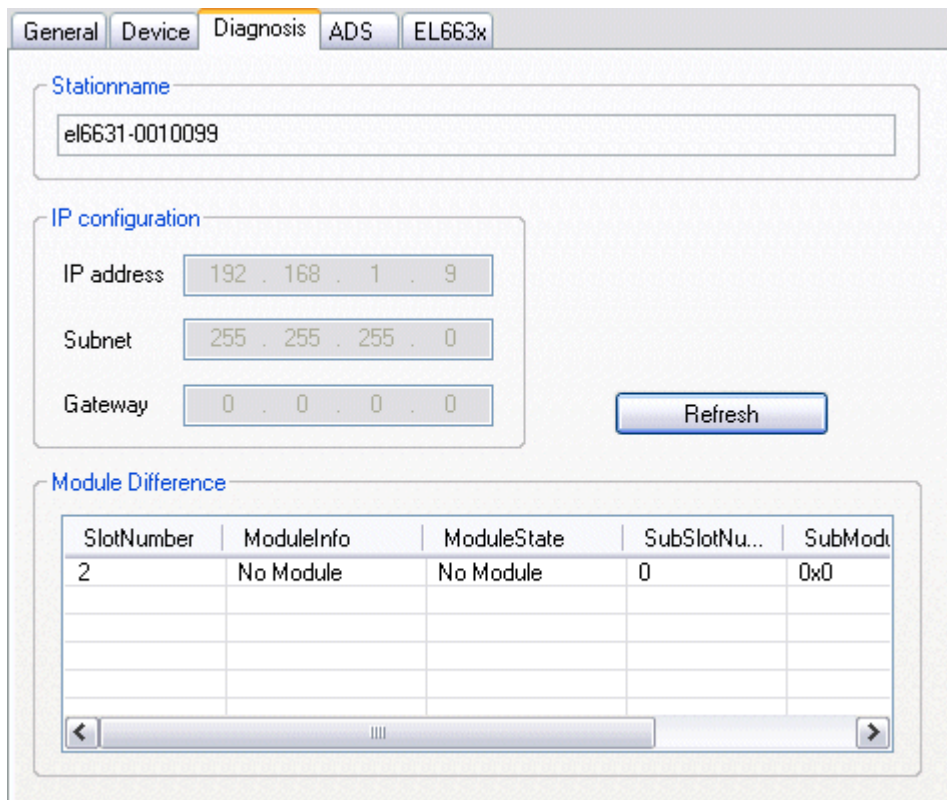 General Device Diagnosis ADS EL663x
Stationname
el6631-0010099
IP configuration
IP address 192 . 168 . 1 . 9
Subnet 255 . 255 . 255 . 0
Gateway 0 . 0 . 0 . 0
Refresh
Module Difference
SlotNumber ModuleInfo ModuleState SubSlotNu... SubModu
2 No Module No Module 0 0x0